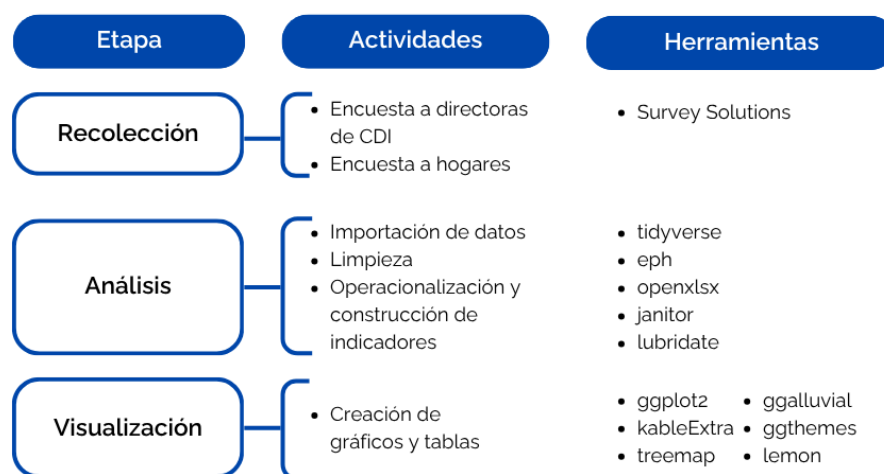 Etapa
Actividades
Herramientas
Recolección
• Encuesta a directoras
de CDI
• Encuesta a hogares
• Survey Solutions
Análisis
• Importación de datos
• Limpieza
• Operacionalización y
construcción de
indicadores
• tidyverse
• eph
• openxlsx
• janitor
• lubridate
Visualización
• Creación de
gráficos y tablas
• ggplot2
• kableExtra
• treemap
• ggalluvial
• ggthemes
• lemon